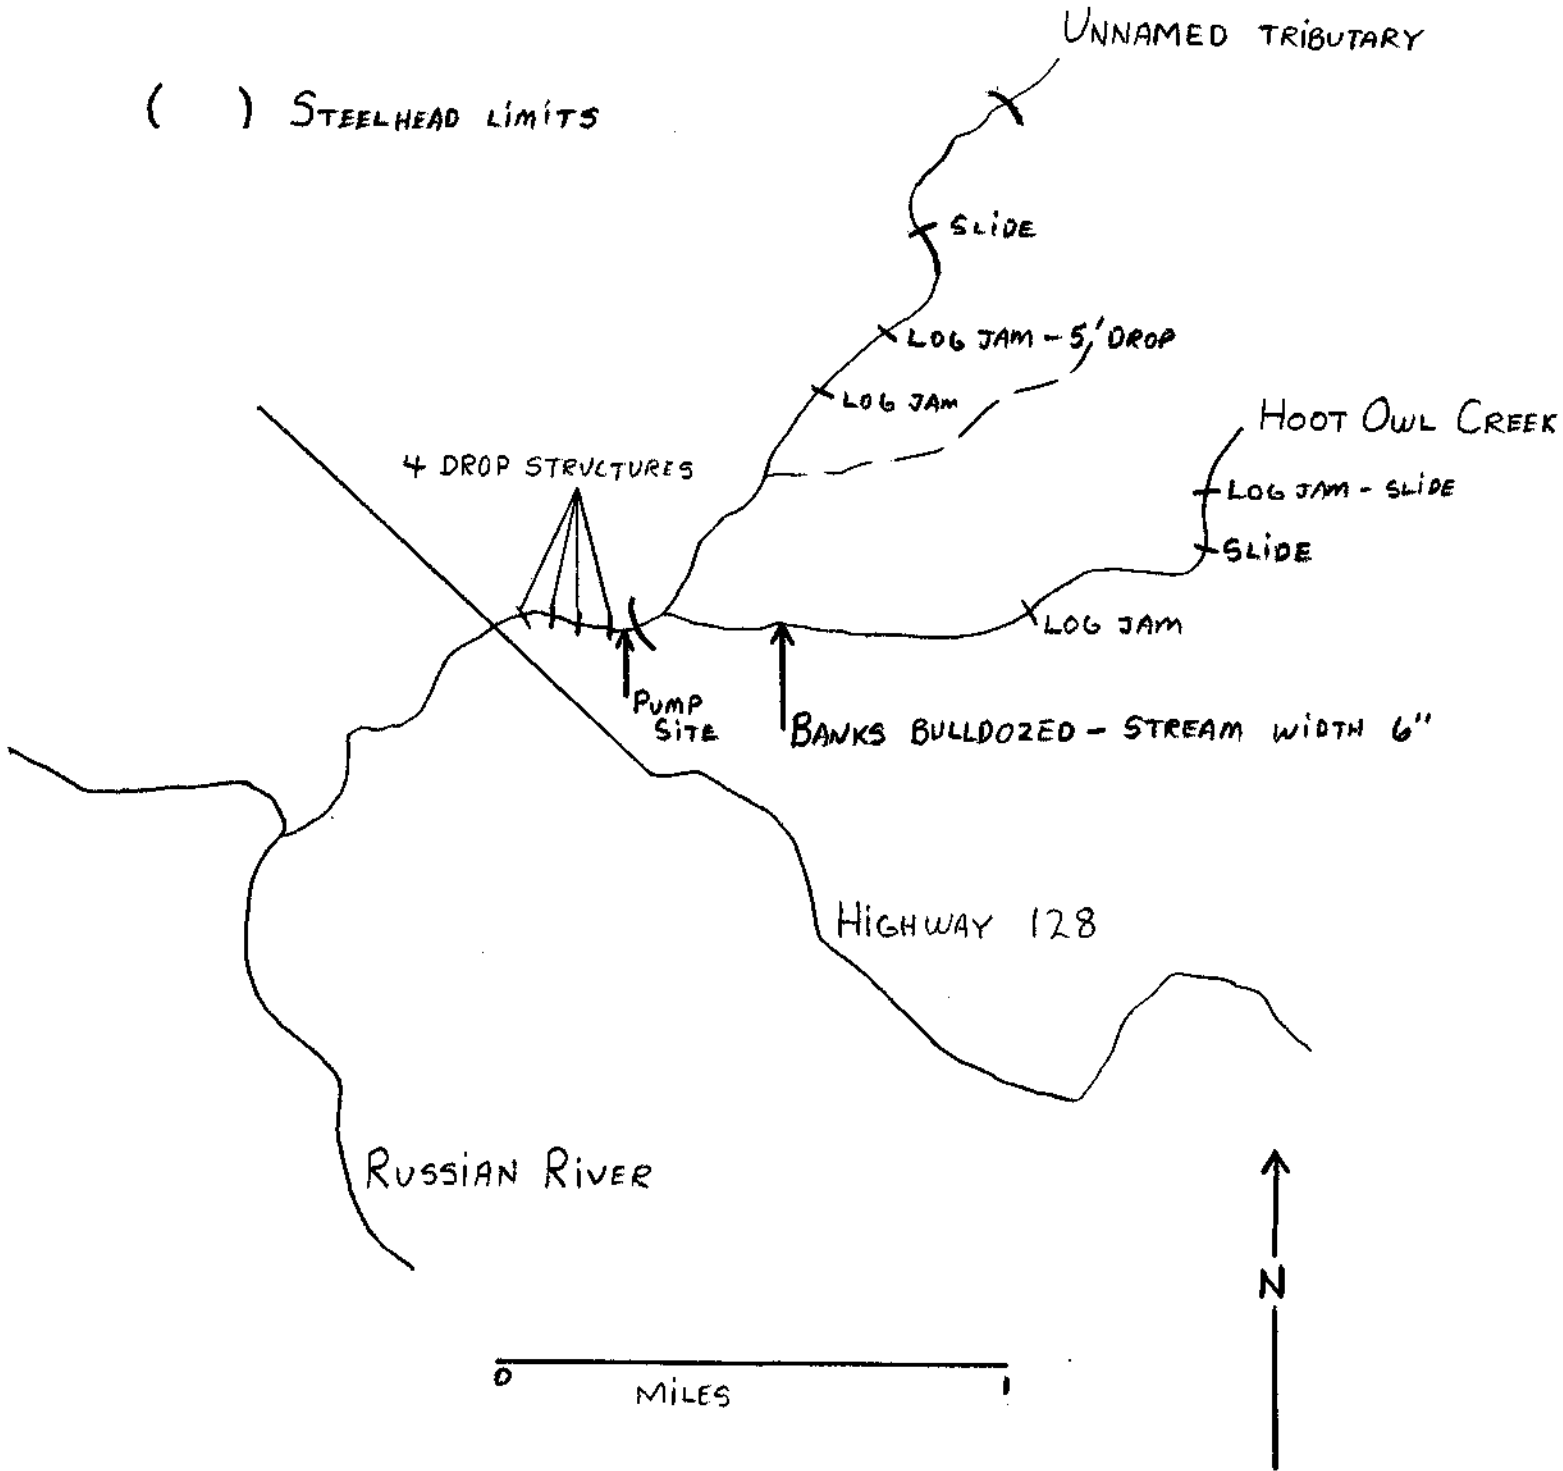 UNNAMED TRIBUTARY
( ) STEELHEAD LIMITS
SLIDE
LOG JAM - 5' DROP
LOG JAM
HOOT OWL CREEK
4 DROP STRUCTURES
LOG JAM - SLIDE
SLIDE
LOG JAM
PUMP
SITE
BANKS BULLDOZED - STREAM WIDTH 6"
HIGHWAY 128
RUSSIAN RIVER
N
0 1
MILES